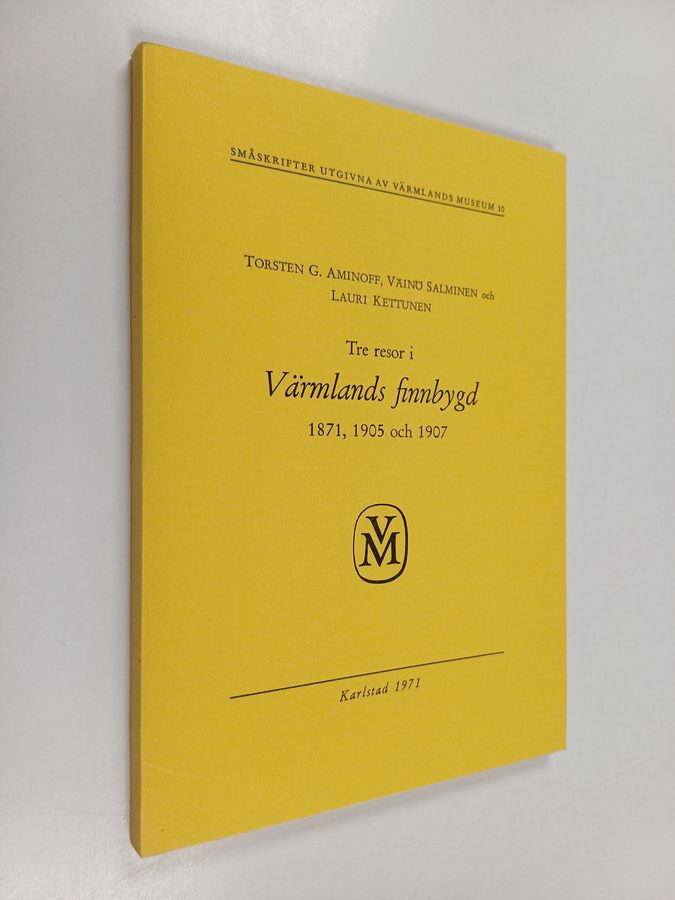 SMÅSKRIFTER UTGIVNA AV VÄRMLANDS MUSEUM 10
TORSTEN G. AMINOFF, VÄINÖ SALMINEN och
LAURI KETTUNEN
Tre resor i
Värmlands finnbygd
1871, 1905 och 1907
VM
Karlstad 1971